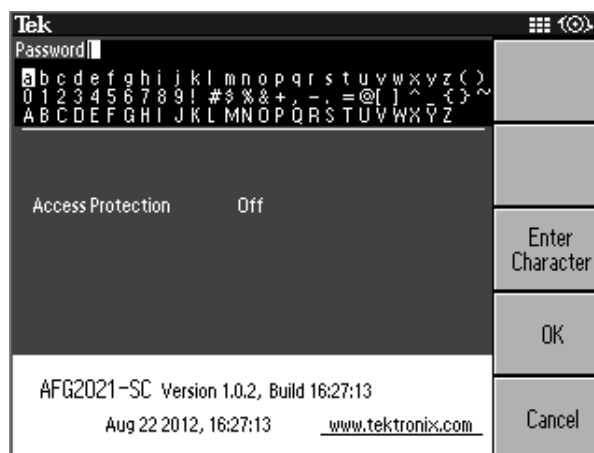 Tek
Password
a b c d e f g h i j k l m n o p q r s t u v w x y z ( )
0 1 2 3 4 5 6 7 8 9 ! # $ % & + , - . = @ [ ] ^ _ { } ~
A B C D E F G H I J K L M N O P Q R S T U V W X Y Z
Access Protection Off
Enter
Character
OK
AFG2021-SC Version 1.0.2, Build 16:27:13
Aug 22 2012, 16:27:13 www.tektronix.com
Cancel